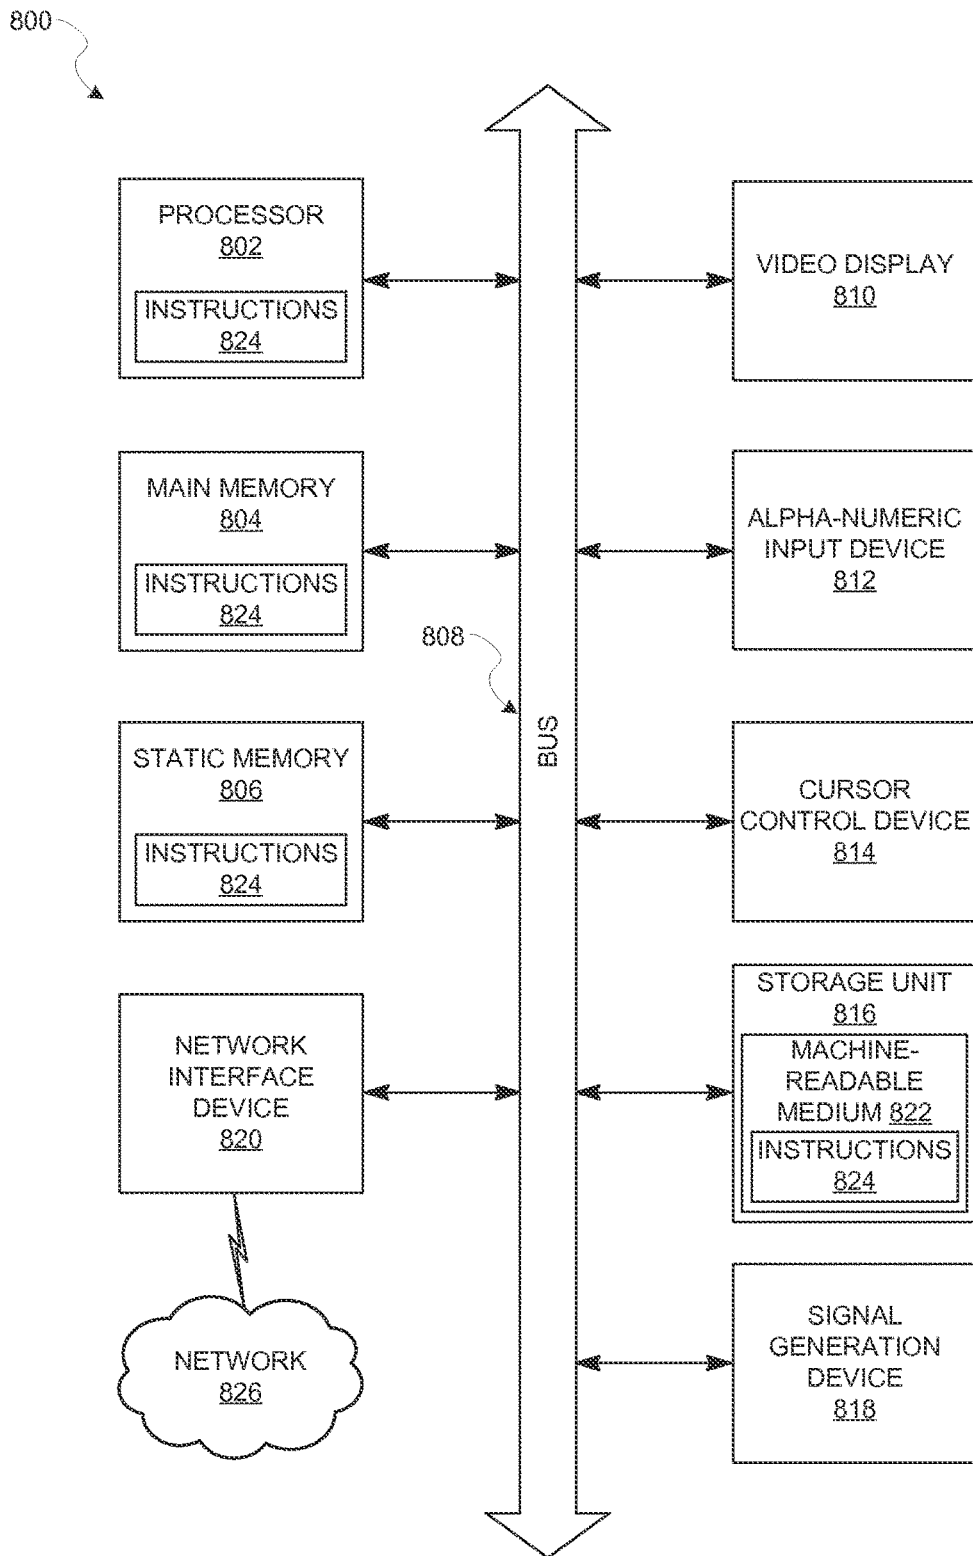 800
PROCESSOR
802
INSTRUCTIONS
824
VIDEO DISPLAY
810
MAIN MEMORY
804
INSTRUCTIONS
824
ALPHA-NUMERIC
INPUT DEVICE
812
808
BUS
STATIC MEMORY
806
INSTRUCTIONS
824
CURSOR
CONTROL DEVICE
814
NETWORK
INTERFACE
DEVICE
820
STORAGE UNIT
816
MACHINE-
READABLE
MEDIUM 822
INSTRUCTIONS
824
NETWORK
826
SIGNAL
GENERATION
DEVICE
818